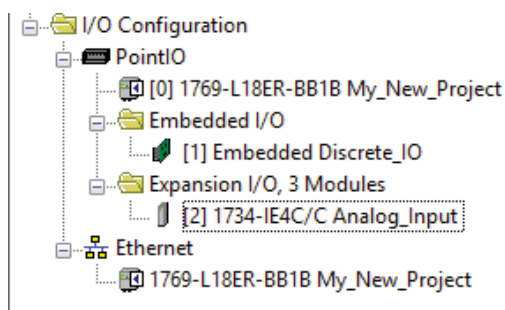 I/O Configuration
PointIO
[0] 1769-L18ER-BB1B My_New_Project
Embedded I/O
[1] Embedded Discrete_IO
Expansion I/O, 3 Modules
[2] 1734-IE4C/C Analog_Input
Ethernet
1769-L18ER-BB1B My_New_Project